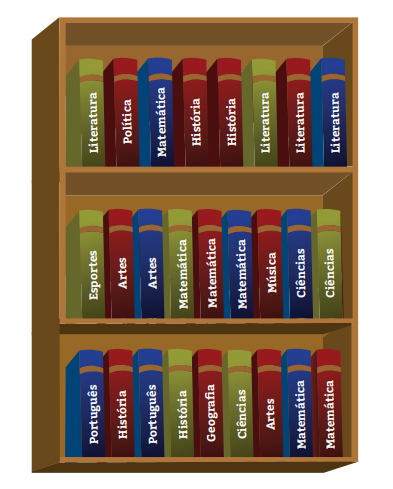 Literatura
Política
Matemática
História
História
Literatura
Literatura
Literatura
Esportes
Artes
Artes
Matemática
Matemática
Matemática
Música
Ciências
Ciências
Português
História
Português
História
Geografia
Ciências
Artes
Matemática
Matemática